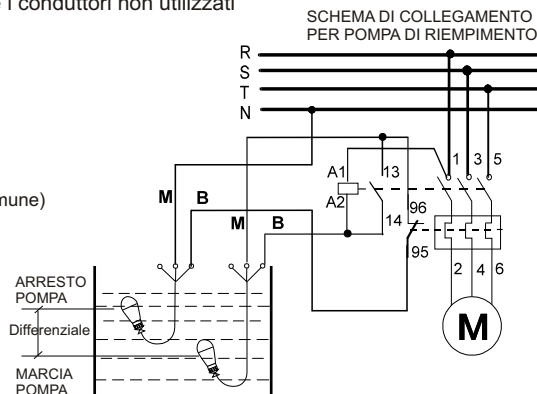 e i conduttori non utilizzati
SCHEMA DI COLLEGAMENTO
PER POMPA DI RIEMPIMENTO
R
S
T
N
mune)
A1
A2
13
14
1 3 5
96
95
M B
M B
2 4 6
M
ARRESTO
POMPA
Differenziale
MARCIA
POMPA